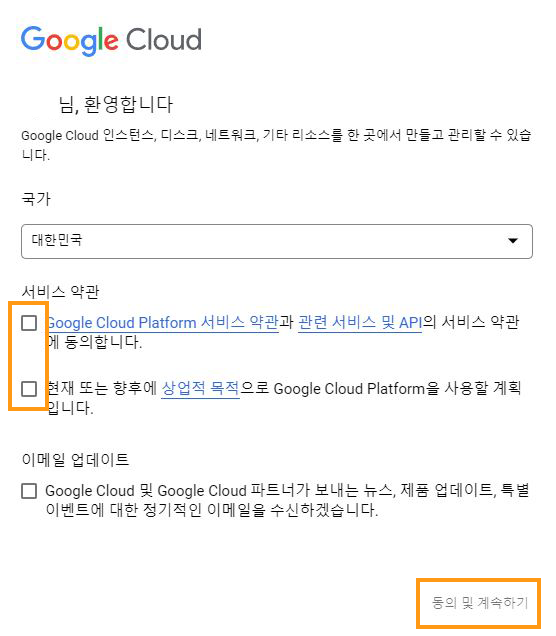 Google Cloud
님, 환영합니다
Google Cloud 인스턴스, 디스크, 네트워크, 기타 리소스를 한 곳에서 만들고 관리할 수 있습
니다.
국가
대한민국
서비스 약관
Google Cloud Platform 서비스 약관과 관련 서비스 및 API의 서비스 약관
에 동의합니다.
현재 또는 향후에 상업적 목적으로 Google Cloud Platform을 사용할 계획
입니다.
이메일 업데이트
Google Cloud 및 Google Cloud 파트너가 보내는 뉴스, 제품 업데이트, 특별
이벤트에 대한 정기적인 이메일을 수신하겠습니다.
동의 및 계속하기